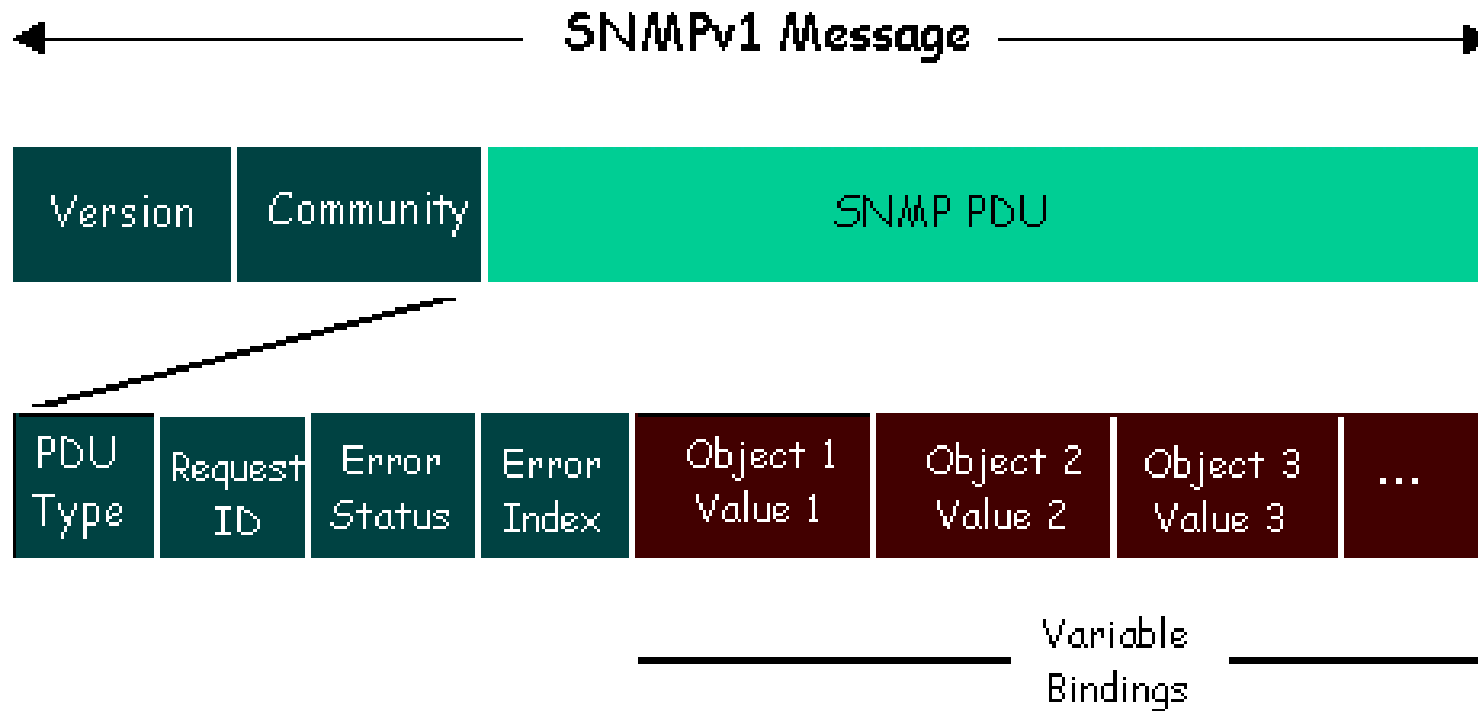 SNMPv1 Message
Version
Community
SNMP PDU
PDU
Type
Request
ID
Error
Status
Error
Index
Object 1
Value 1
Object 2
Value 2
Object 3
Value 3
...
Variable
Bindings